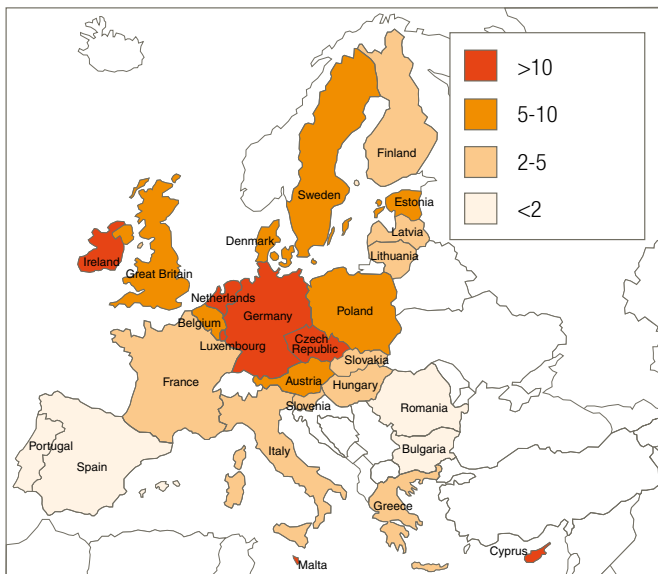 >10
5-10
2-5
<2
Finland
Sweden
Estonia
Latvia
Lithuania
Denmark
Ireland
Great Britain
Netherlands
Germany
Poland
Belgium
Czech
Republic
Luxembourg
Slovakia
France
Austria
Hungary
Slovenia
Romania
Portugal
Italy
Bulgaria
Spain
Greece
Cyprus
Malta